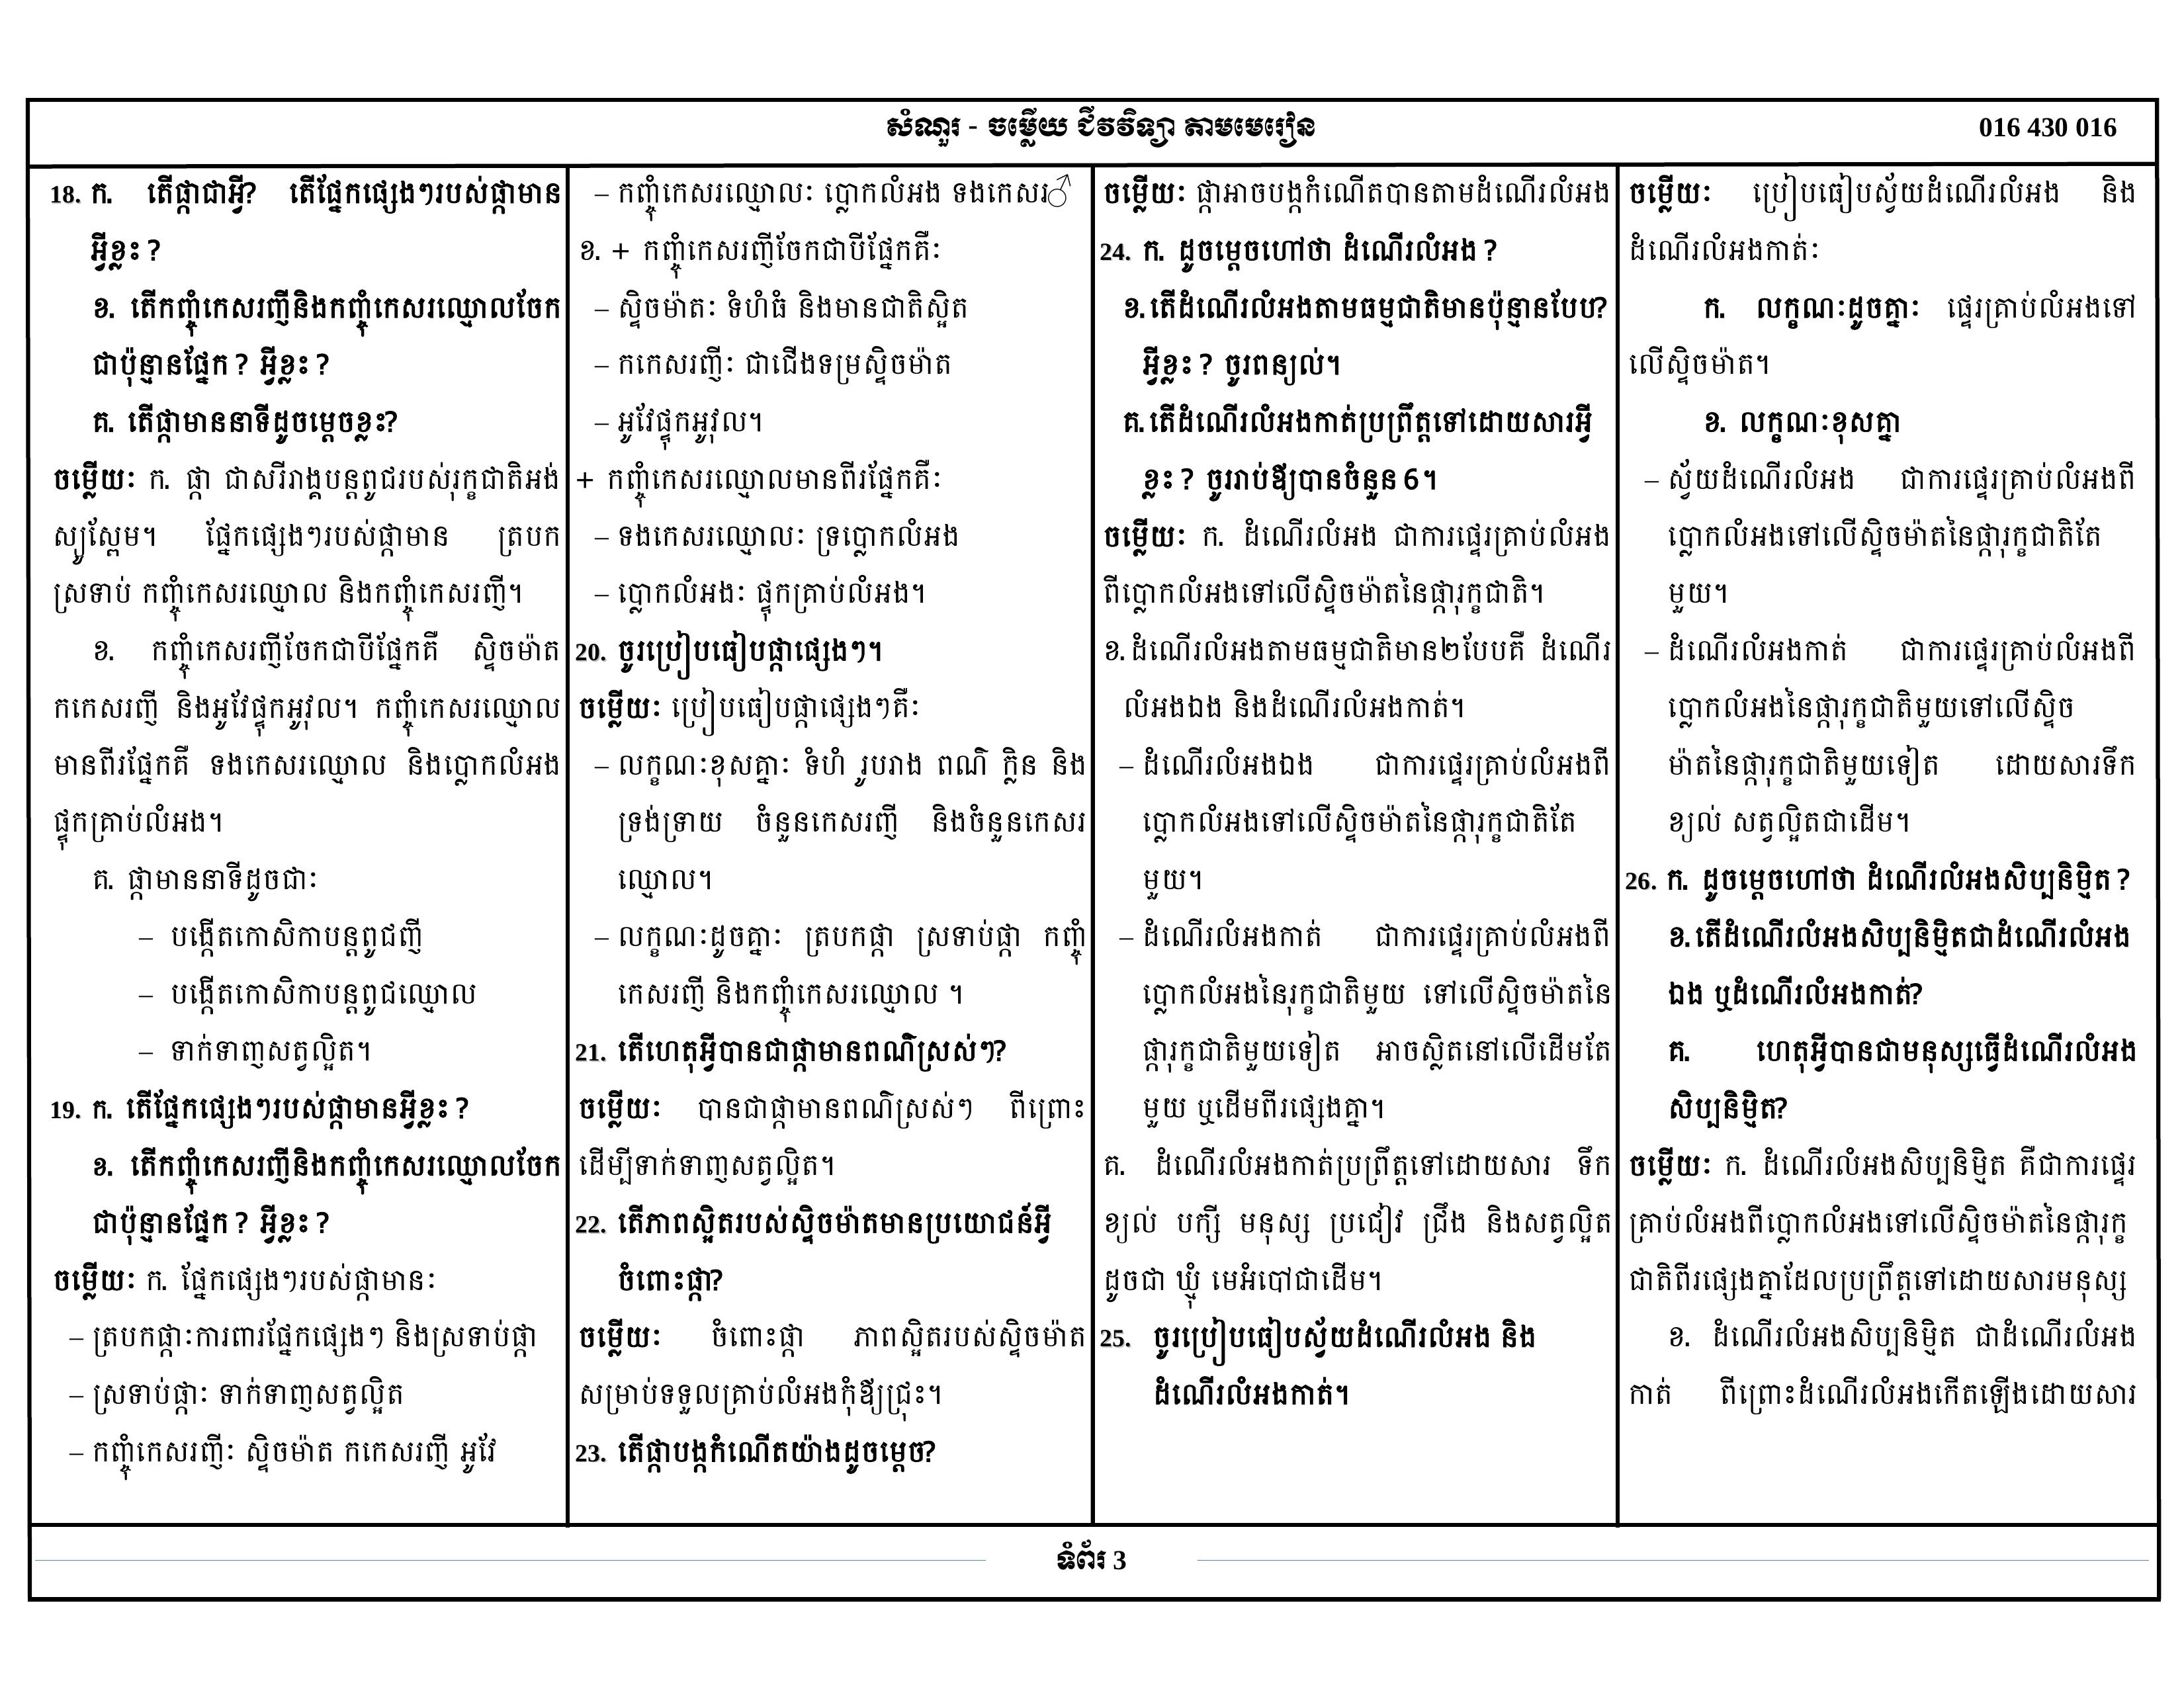 សំណួរ - ចម្លើយ ជីវវិទ្យា តាមមេរៀន
016 430 016
18. ក. តើផ្កាជាអ្វី? តើផ្នែកផ្សេងៗរបស់ផ្កាមាន
អ្វីខ្លះ ?
ខ. តើកញ្ចុំកេសរញីនិងកញ្ចុំកេសរឈ្មោលចែក
ជាប៉ុន្មានផ្នែក ? អ្វីខ្លះ ?
គ. តើផ្កាមាននាទីដូចម្តេចខ្លះ?
ចម្លើយៈ ក. ផ្កា ជាសរីរាង្គបន្តពូជរបស់រុក្ខជាតិអង់
ស្យូស្ពែម។ ផ្នែកផ្សេងៗរបស់ផ្កាមាន ត្របក
ស្រទាប់ កញ្ចុំកេសរឈ្មោល និងកញ្ចុំកេសរញី។
ខ. កញ្ចុំកេសរញីចែកជាបីផ្នែកគឺ ស្ទិចម៉ាត
កកេសរញី និងអូវែផ្ទុកអូវុល។ កញ្ចុំកេសរឈ្មោល
មានពីរផ្នែកគឺ ទងកេសរឈ្មោល និងប្លោកលំអង
ផ្ទុកគ្រាប់លំអង។
គ. ផ្កាមាននាទីដូចជាៈ
– បង្កើតកោសិកាបន្តពូជញី
– បង្កើតកោសិកាបន្តពូជឈ្មោល
– ទាក់ទាញសត្វល្អិត។
19. ក. តើផ្នែកផ្សេងៗរបស់ផ្កាមានអ្វីខ្លះ ?
ខ. តើកញ្ចុំកេសរញីនិងកញ្ចុំកេសរឈ្មោលចែក
ជាប៉ុន្មានផ្នែក ? អ្វីខ្លះ ?
ចម្លើយៈ ក. ផ្នែកផ្សេងៗរបស់ផ្កាមានៈ
– ត្របកផ្កាៈការពារផ្នែកផ្សេងៗ និងស្រទាប់ផ្កា
– ស្រទាប់ផ្កាៈ ទាក់ទាញសត្វល្អិត
– កញ្ចុំកេសរញីៈ ស្ទិចម៉ាត កកេសរញី អូវែ
– កញ្ចុំកេសរឈ្មោលៈ ប្លោកលំអង ទងកេសរ♂
ខ. + កញ្ចុំកេសរញីចែកជាបីផ្នែកគឺៈ
– ស្ទិចម៉ាតៈ ទំហំធំ និងមានជាតិស្អិត
– កកេសរញីៈ ជាជើងទម្រស្ទិចម៉ាត
– អូវែផ្ទុកអូវុល។
+ កញ្ចុំកេសរឈ្មោលមានពីរផ្នែកគឺៈ
– ទងកេសរឈ្មោលៈ ទ្រប្លោកលំអង
– ប្លោកលំអងៈ ផ្ទុកគ្រាប់លំអង។
20. ចូរប្រៀបធៀបផ្កាផ្សេងៗ។
ចម្លើយៈ ប្រៀបធៀបផ្កាផ្សេងៗគឺៈ
– លក្ខណៈខុសគ្នាៈ ទំហំ រូបរាង ពណ៌ ក្លិន និង
ទ្រង់ទ្រាយ ចំនួនកេសរញី និងចំនួនកេសរ
ឈ្មោល។
– លក្ខណៈដូចគ្នាៈ ត្របកផ្កា ស្រទាប់ផ្កា កញ្ចុំ
កេសរញី និងកញ្ចុំកេសរឈ្មោល ។
21. តើហេតុអ្វីបានជាផ្កាមានពណ៌ស្រស់ៗ?
ចម្លើយៈ បានជាផ្កាមានពណ៌ស្រស់ៗ ពីព្រោះ
ដើម្បីទាក់ទាញសត្វល្អិត។
22. តើភាពស្អិតរបស់ស្ទិចម៉ាតមានប្រយោជន៍អ្វី
ចំពោះផ្កា?
ចម្លើយៈ ចំពោះផ្កា ភាពស្អិតរបស់ស្ទិចម៉ាត
សម្រាប់ទទួលគ្រាប់លំអងកុំឱ្យជ្រុះ។
23. តើផ្កាបង្កកំណើតយ៉ាងដូចម្តេច?
ចម្លើយៈ ផ្កាអាចបង្កកំណើតបានតាមដំណើរលំអង
24. ក. ដូចម្តេចហៅថា ដំណើរលំអង ?
ខ. តើដំណើរលំអងតាមធម្មជាតិមានប៉ុន្មានបែប?
អ្វីខ្លះ ? ចូរពន្យល់។
គ. តើដំណើរលំអងកាត់ប្រព្រឹត្តទៅដោយសារអ្វី
ខ្លះ ? ចូររាប់ឱ្យបានចំនួន 6 ។
ចម្លើយៈ ក. ដំណើរលំអង ជាការផ្ទេរគ្រាប់លំអង
ពីប្លោកលំអងទៅលើស្ទិចម៉ាតនៃផ្ការុក្ខជាតិ។
ខ. ដំណើរលំអងតាមធម្មជាតិមាន២បែបគឺ ដំណើរ
លំអងឯង និងដំណើរលំអងកាត់។
– ដំណើរលំអងឯង ជាការផ្ទេរគ្រាប់លំអងពី
ប្លោកលំអងទៅលើស្ទិចម៉ាតនៃផ្ការុក្ខជាតិតែ
មួយ។
– ដំណើរលំអងកាត់ ជាការផ្ទេរគ្រាប់លំអងពី
ប្លោកលំអងនៃរុក្ខជាតិមួយ ទៅលើស្ទិចម៉ាតនៃ
ផ្ការុក្ខជាតិមួយទៀត អាចស្ថិតនៅលើដើមតែ
មួយ ឬដើមពីរផ្សេងគ្នា។
គ. ដំណើរលំអងកាត់ប្រព្រឹត្តទៅដោយសារ ទឹក
ខ្យល់ បក្សី មនុស្ស ប្រជៀវ ជ្រឹង និងសត្វល្អិត
ដូចជា ឃ្មុំ មេអំបៅជាដើម។
25. ចូរប្រៀបធៀបស្វ័យដំណើរលំអង និង
ដំណើរលំអងកាត់។
ចម្លើយៈ ប្រៀបធៀបស្វ័យដំណើរលំអង និង
ដំណើរលំអងកាត់ៈ
ក. លក្ខណៈដូចគ្នាៈ ផ្ទេរគ្រាប់លំអងទៅ
លើស្ទិចម៉ាត។
ខ. លក្ខណៈខុសគ្នា
– ស្វ័យដំណើរលំអង ជាការផ្ទេរគ្រាប់លំអងពី
ប្លោកលំអងទៅលើស្ទិចម៉ាតនៃផ្ការុក្ខជាតិតែ
មួយ។
– ដំណើរលំអងកាត់ ជាការផ្ទេរគ្រាប់លំអងពី
ប្លោកលំអងនៃផ្ការុក្ខជាតិមួយទៅលើស្ទិច
ម៉ាតនៃផ្ការុក្ខជាតិមួយទៀត ដោយសារទឹក
ខ្យល់ សត្វល្អិតជាដើម។
26. ក. ដូចម្តេចហៅថា ដំណើរលំអងសិប្បនិម្មិត ?
ខ. តើដំណើរលំអងសិប្បនិម្មិតជាដំណើរលំអង
ឯង ឬដំណើរលំអងកាត់?
គ. ហេតុអ្វីបានជាមនុស្សធ្វើដំណើរលំអង
សិប្បនិម្មិត?
ចម្លើយៈ ក. ដំណើរលំអងសិប្បនិម្មិត គឺជាការផ្ទេរ
គ្រាប់លំអងពីប្លោកលំអងទៅលើស្ទិចម៉ាតនៃផ្ការុក្ខ
ជាតិពីរផ្សេងគ្នាដែលប្រព្រឹត្តទៅដោយសារមនុស្ស
ខ. ដំណើរលំអងសិប្បនិម្មិត ជាដំណើរលំអង
កាត់ ពីព្រោះដំណើរលំអងកើតឡើងដោយសារ
ទំព័រ 3